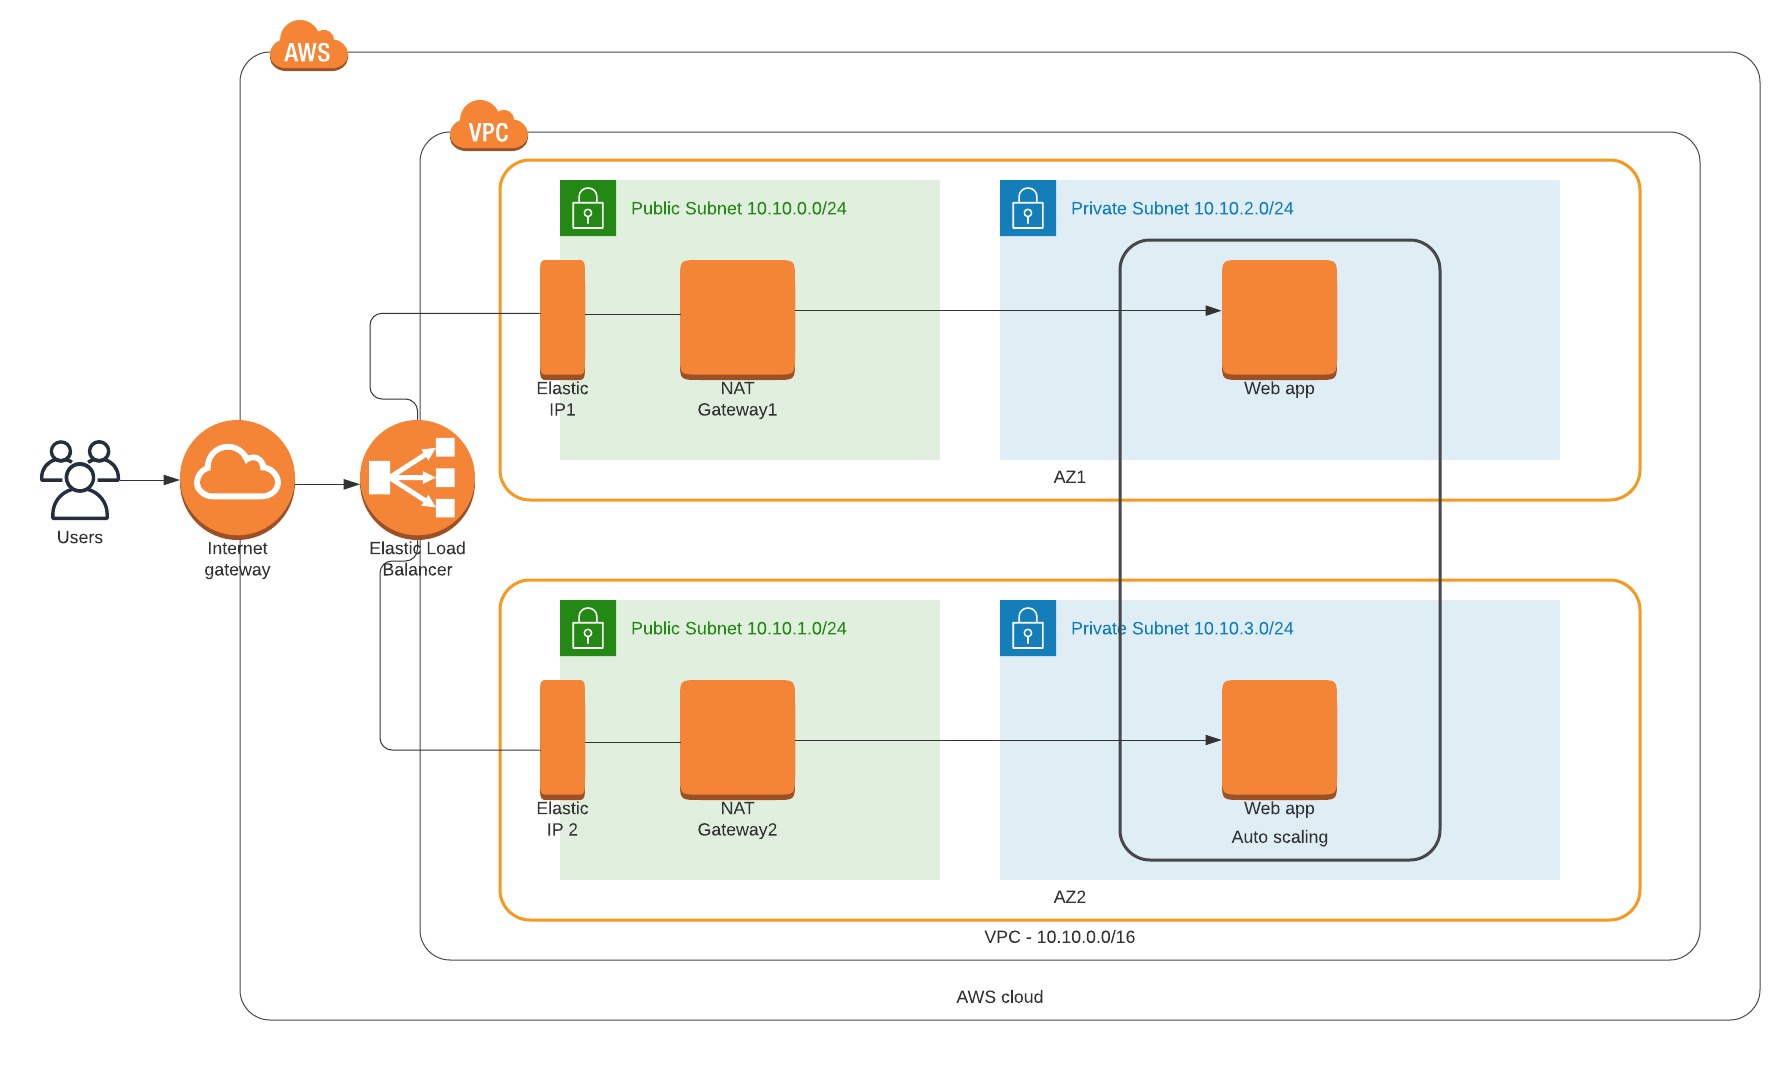 AWS
VPC
Public Subnet 10.10.0.0/24
Private Subnet 10.10.2.0/24
Elastic
IP1
NAT
Gateway1
Web app
AZ1
Users
Internet
gateway
Elastic Load
Balancer
Public Subnet 10.10.1.0/24
Private Subnet 10.10.3.0/24
Elastic
IP 2
NAT
Gateway2
Web app
Auto scaling
AZ2
VPC - 10.10.0.0/16
AWS cloud